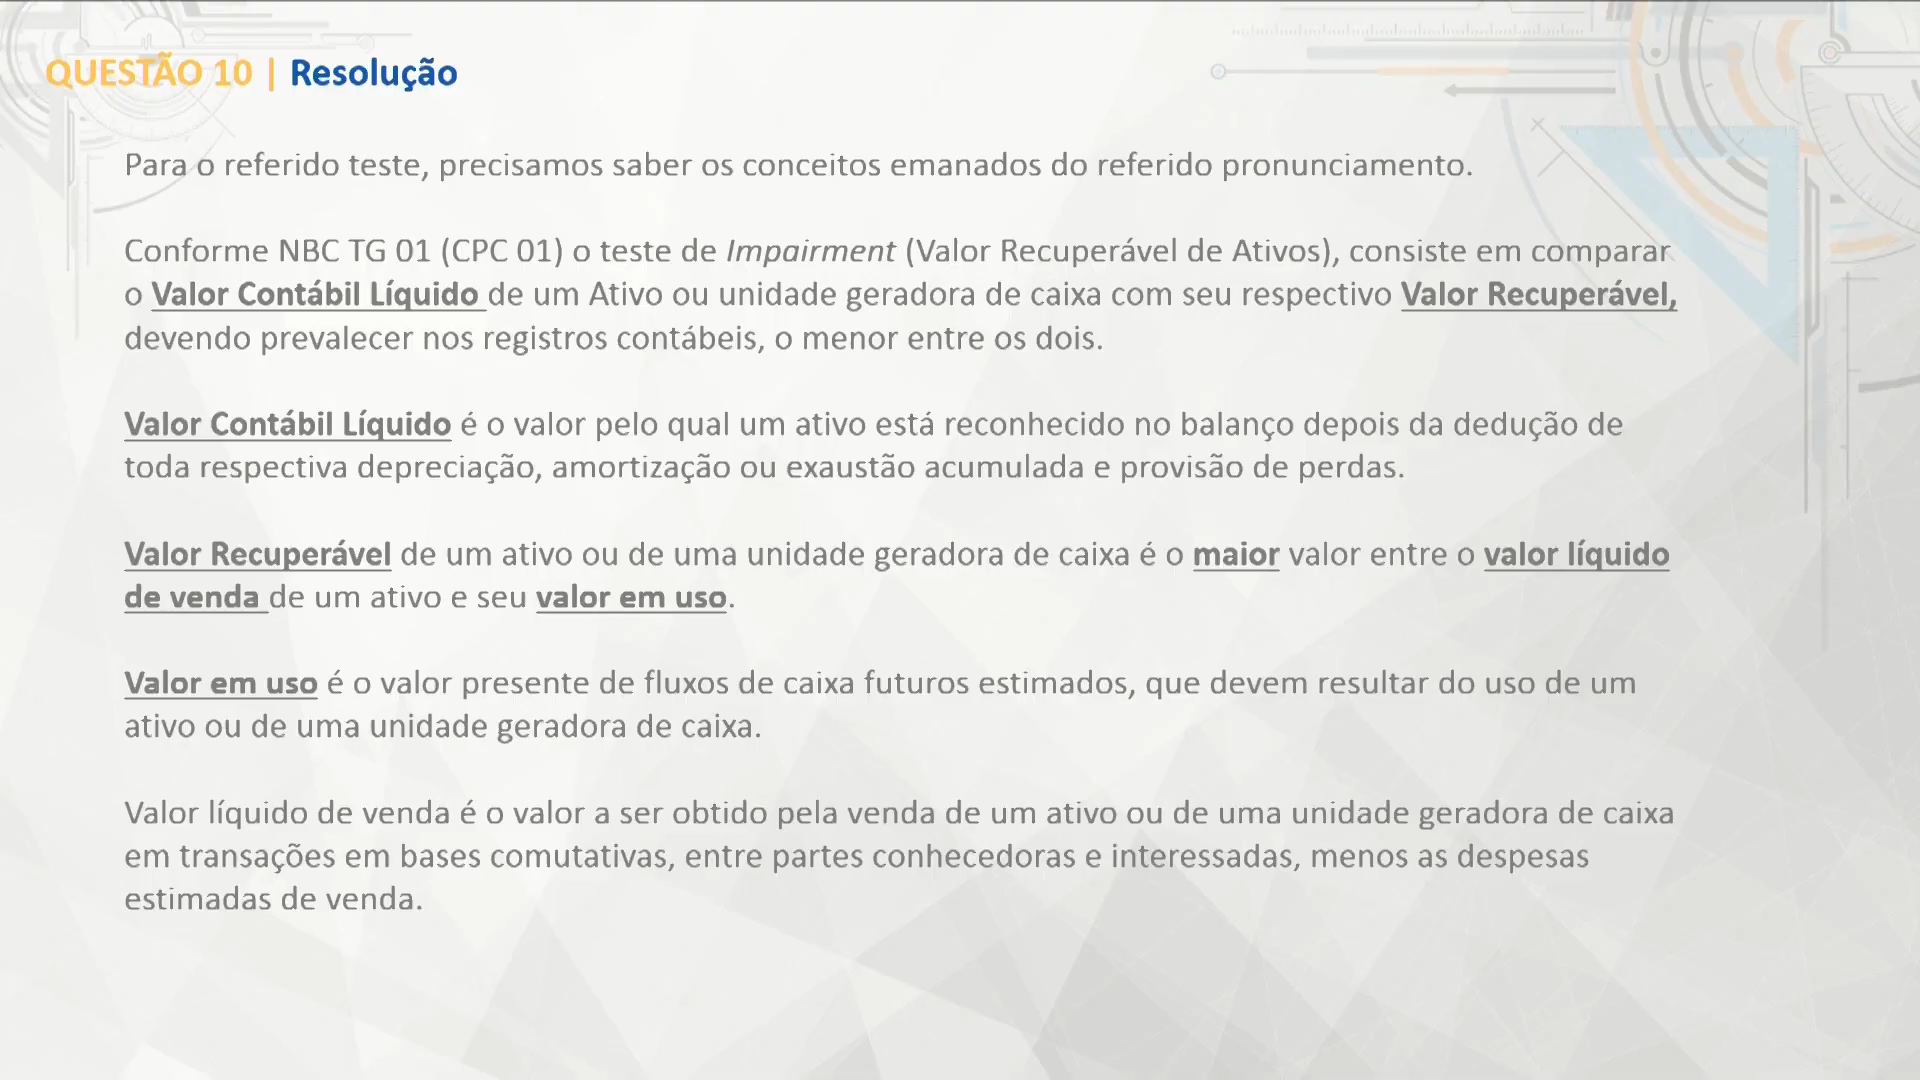 QUESTÃO 10 | Resolução
Para o referido teste, precisamos saber os conceitos emanados do referido pronunciamento.
Conforme NBC TG 01 (CPC 01) o teste de Impairment (Valor Recuperável de Ativos), consiste em comparar
o Valor Contábil Líquido de um Ativo ou unidade geradora de caixa com seu respectivo Valor Recuperável,
devendo prevalecer nos registros contábeis, o menor entre os dois.
Valor Contábil Líquido é o valor pelo qual um ativo está reconhecido no balanço depois da dedução de
toda respectiva depreciação, amortização ou exaustão acumulada e provisão de perdas.
Valor Recuperável de um ativo ou de uma unidade geradora de caixa é o maior valor entre o valor líquido
de venda de um ativo e seu valor em uso.
Valor em uso é o valor presente de fluxos de caixa futuros estimados, que devem resultar do uso de um
ativo ou de uma unidade geradora de caixa.
Valor líquido de venda é o valor a ser obtido pela venda de um ativo ou de uma unidade geradora de caixa
em transações em bases comutativas, entre partes conhecedoras e interessadas, menos as despesas
estimadas de venda.